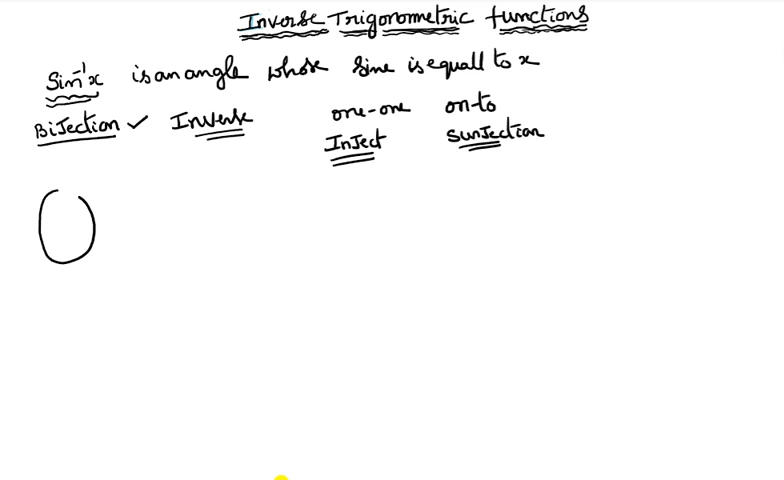 Inverse Trigonometric functions
Sin⁻¹x is an angle whose sine is equall to x
BiJection ✓ Inverse one-one on-to
InJect SurJection